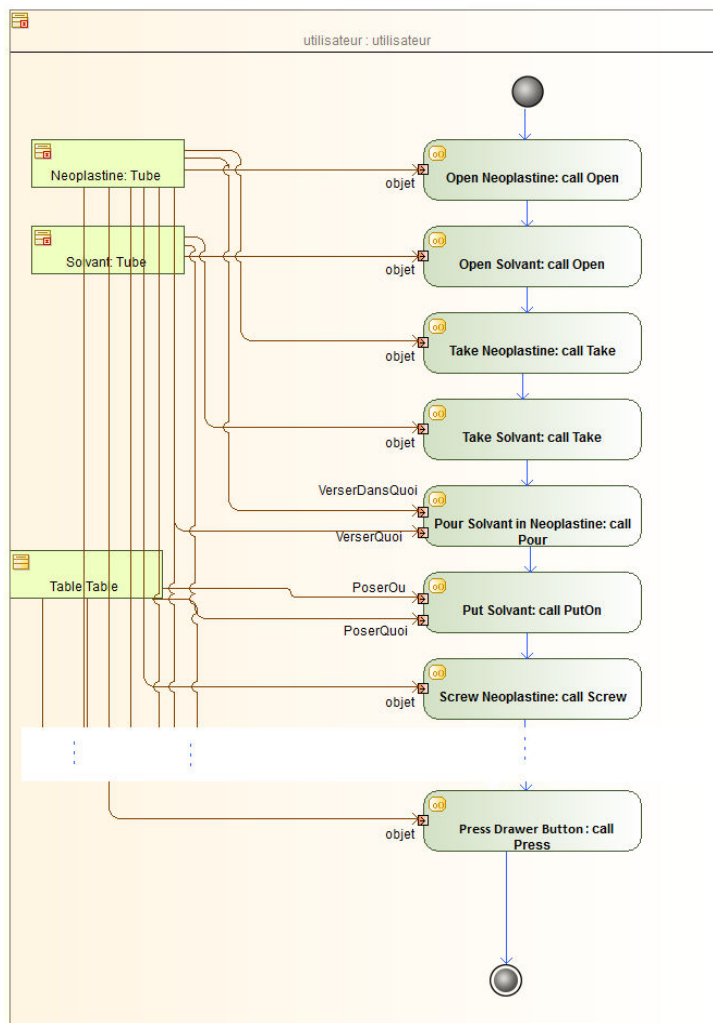 utilisateur : utilisateur
Neoplastine: Tube
objet
Open Neoplastine: call Open
Solvant: Tube
objet
Open Solvant: call Open
objet
Take Neoplastine: call Take
objet
Take Solvant: call Take
VerserDansQuoi
VerserQuoi
Pour Solvant in Neoplastine: call
Pour
Table:Table
PoserOu
PoserQuoi
Put Solvant: call PutOn
objet
Screw Neoplastine: call Screw
objet
Press Drawer Button : call
Press